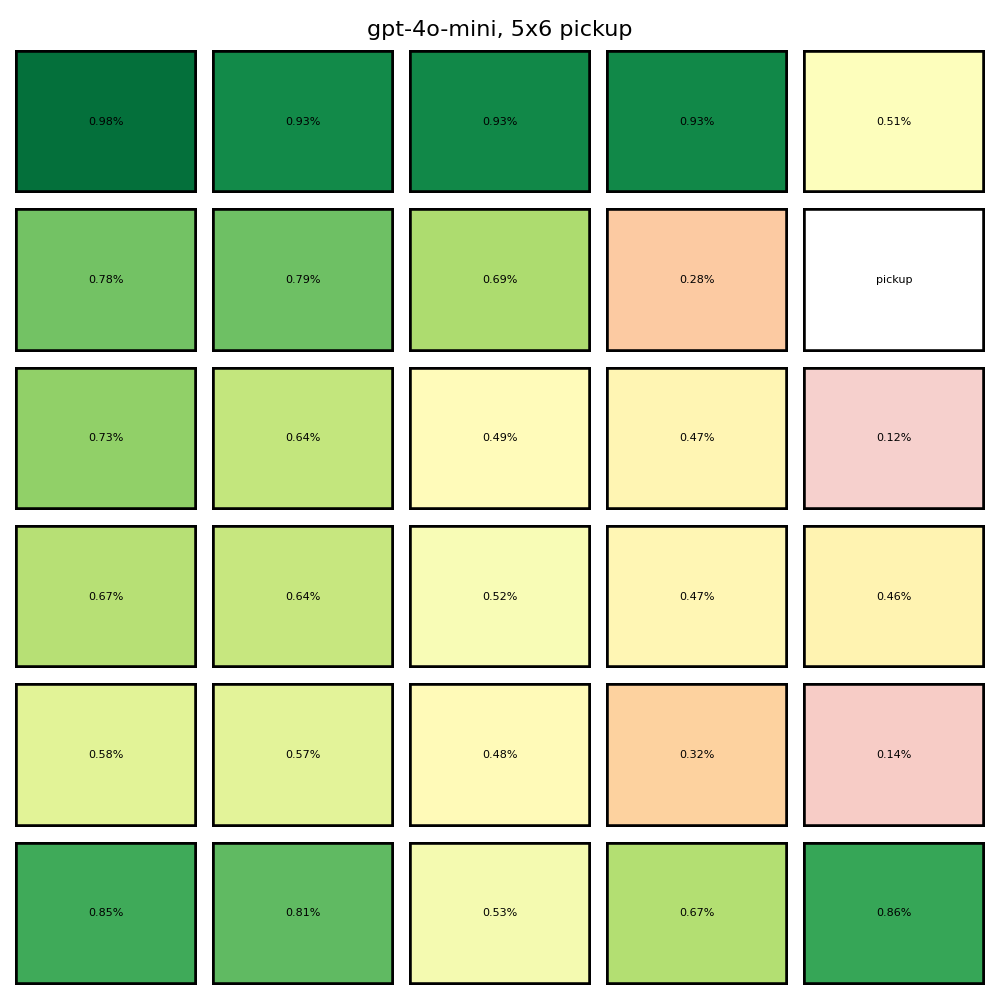 gpt-4o-mini, 5x6 pickup
0.98% 0.93% 0.93% 0.93% 0.51%
0.78% 0.79% 0.69% 0.28% pickup
0.73% 0.64% 0.49% 0.47% 0.12%
0.67% 0.64% 0.52% 0.47% 0.46%
0.58% 0.57% 0.48% 0.32% 0.14%
0.85% 0.81% 0.53% 0.67% 0.86%